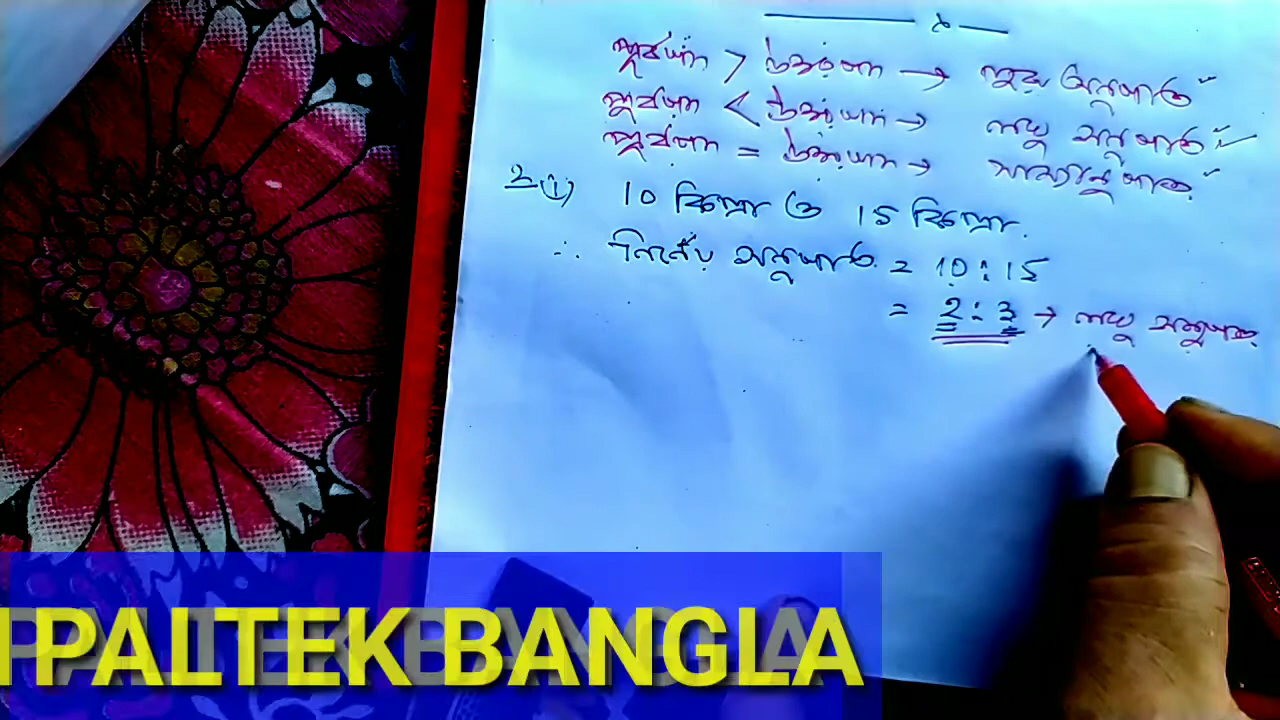 পূর্বপদ > উত্তরপদ → গুরু অনুপাত
পূর্বপদ < উত্তরপদ → লঘু অনুপাত
পূর্বপদ = উত্তরপদ → সাম্যানুপাত
2(i) 10 কিগ্রা ও 15 কিগ্রা.
∴ নির্ণেয় অনুপাত = 10:15
= 2:3 → লঘু অনুপাত
PALTEK BANGLA